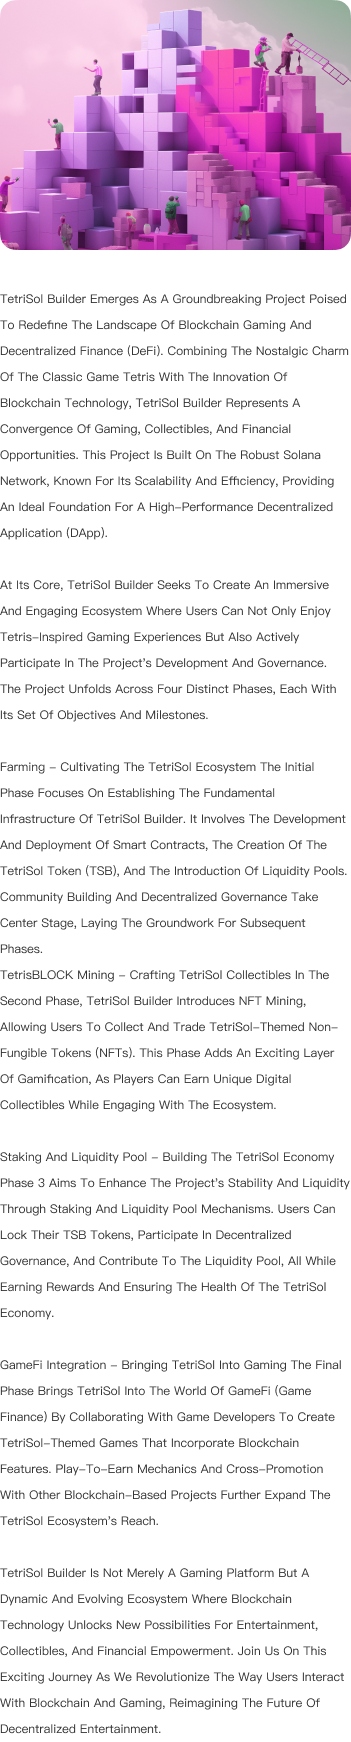 TetriSol Builder Emerges As A Groundbreaking Project Poised
To Redefine The Landscape Of Blockchain Gaming And
Decentralized Finance (DeFi). Combining The Nostalgic Charm
Of The Classic Game Tetris With The Innovation Of
Blockchain Technology, TetriSol Builder Represents A
Convergence Of Gaming, Collectibles, And Financial
Opportunities. This Project Is Built On The Robust Solana
Network, Known For Its Scalability And Efficiency, Providing
An Ideal Foundation For A High-Performance Decentralized
Application (DApp).
At Its Core, TetriSol Builder Seeks To Create An Immersive
And Engaging Ecosystem Where Users Can Not Only Enjoy
Tetris-Inspired Gaming Experiences But Also Actively
Participate In The Project's Development And Governance.
The Project Unfolds Across Four Distinct Phases, Each With
Its Set Of Objectives And Milestones.
Farming - Cultivating The TetriSol Ecosystem The Initial
Phase Focuses On Establishing The Fundamental
Infrastructure Of TetriSol Builder. It Involves The Development
And Deployment Of Smart Contracts, The Creation Of The
TetriSol Token (TSB), And The Introduction Of Liquidity Pools.
Community Building And Decentralized Governance Take
Center Stage, Laying The Groundwork For Subsequent
Phases.
TetrisBLOCK Mining - Crafting TetriSol Collectibles In The
Second Phase, TetriSol Builder Introduces NFT Mining,
Allowing Users To Collect And Trade TetriSol-Themed Non-
Fungible Tokens (NFTs). This Phase Adds An Exciting Layer
Of Gamification, As Players Can Earn Unique Digital
Collectibles While Engaging With The Ecosystem.
Staking And Liquidity Pool - Building The TetriSol Economy
Phase 3 Aims To Enhance The Project's Stability And Liquidity
Through Staking And Liquidity Pool Mechanisms. Users Can
Lock Their TSB Tokens, Participate In Decentralized
Governance, And Contribute To The Liquidity Pool, All While
Earning Rewards And Ensuring The Health Of The TetriSol
Economy.
GameFi Integration - Bringing TetriSol Into Gaming The Final
Phase Brings TetriSol Into The World Of GameFi (Game
Finance) By Collaborating With Game Developers To Create
TetriSol-Themed Games That Incorporate Blockchain
Features. Play-To-Earn Mechanics And Cross-Promotion
With Other Blockchain-Based Projects Further Expand The
TetriSol Ecosystem's Reach.
TetriSol Builder Is Not Merely A Gaming Platform But A
Dynamic And Evolving Ecosystem Where Blockchain
Technology Unlocks New Possibilities For Entertainment,
Collectibles, And Financial Empowerment. Join Us On This
Exciting Journey As We Revolutionize The Way Users Interact
With Blockchain And Gaming, Reimagining The Future Of
Decentralized Entertainment.